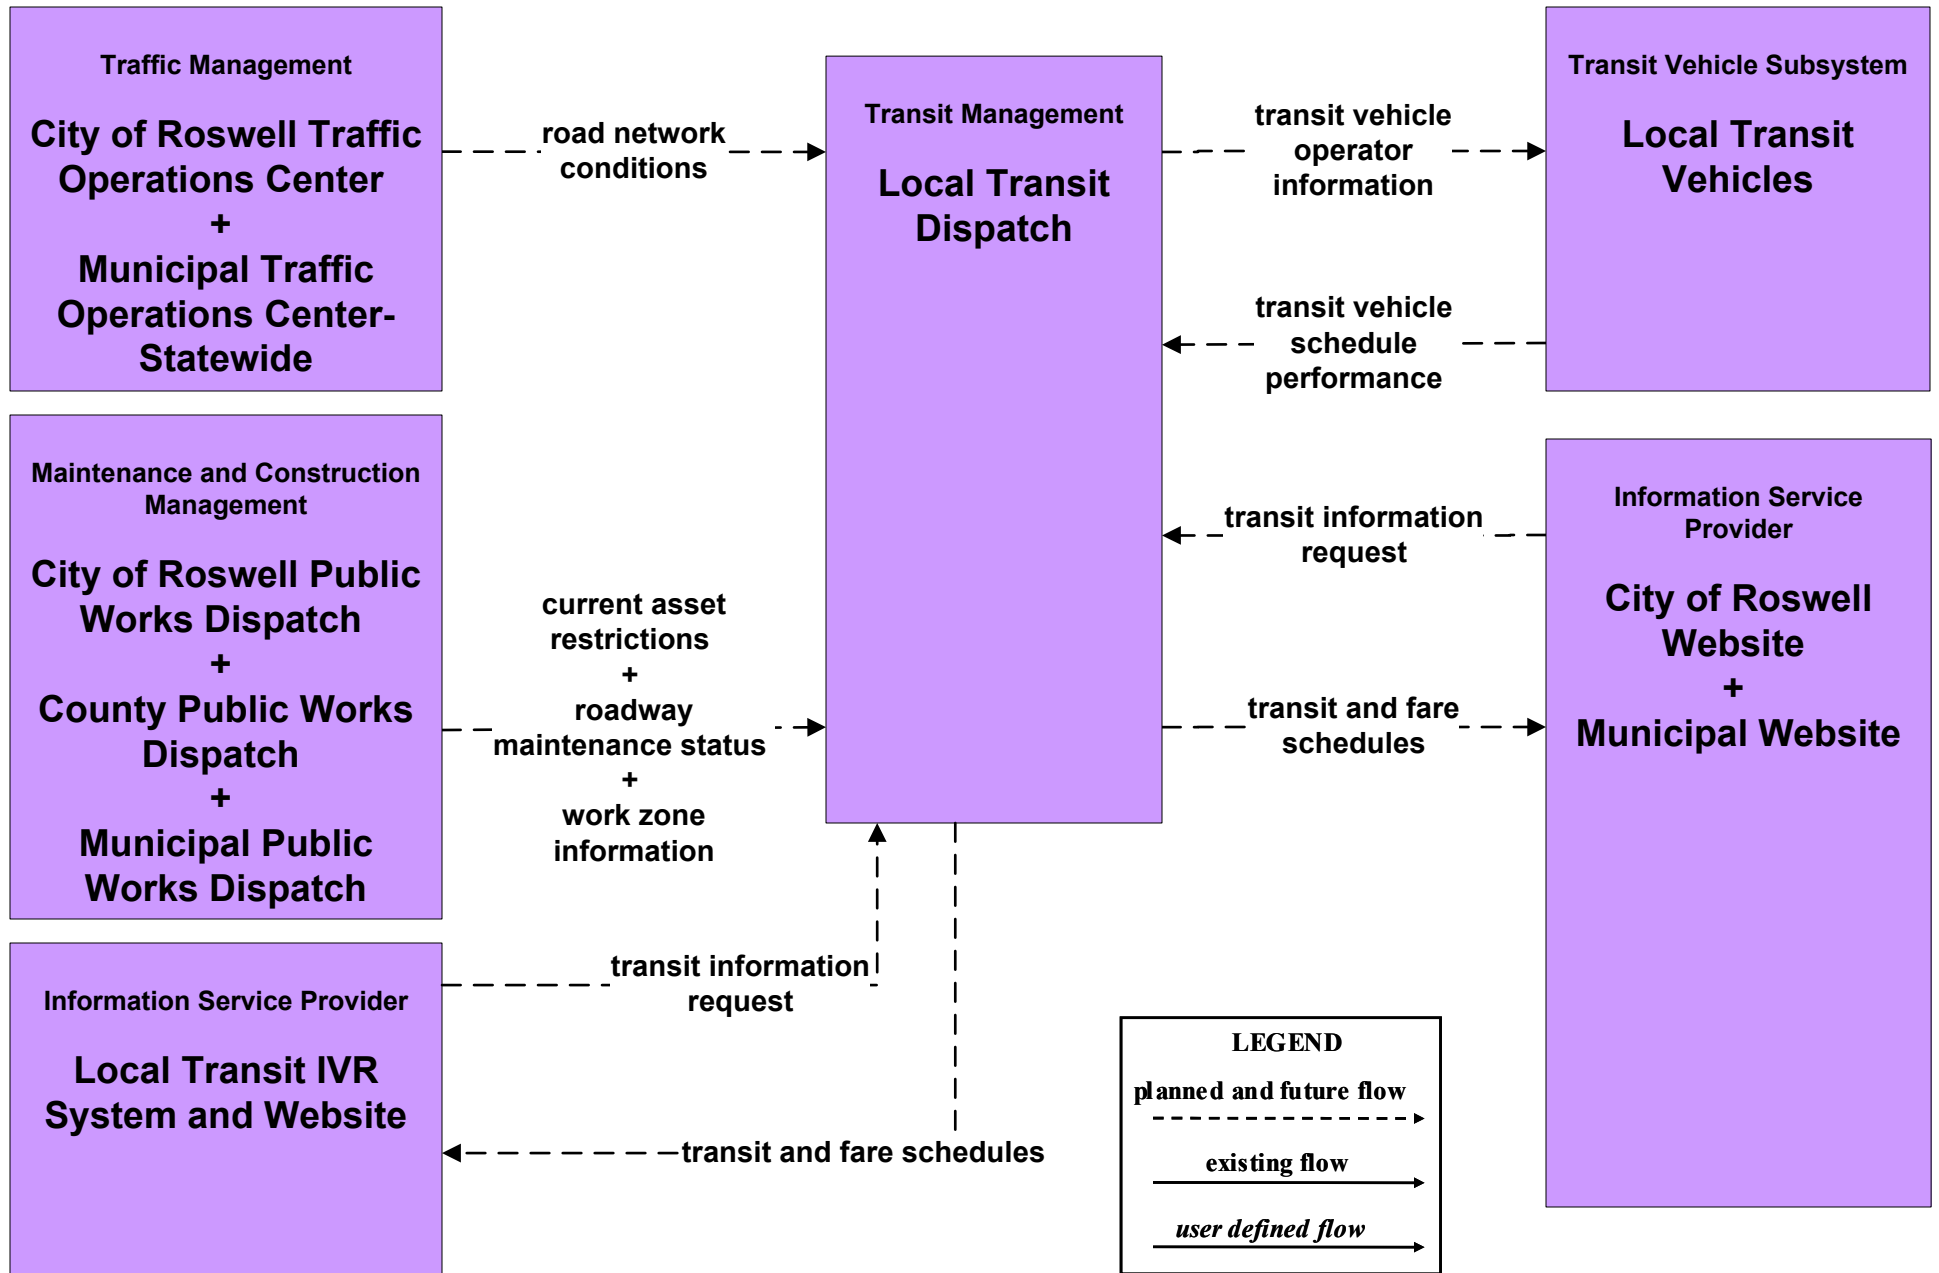 Traffic Management
City of Roswell Traffic
Operations Center
+
Municipal Traffic
Operations Center-
Statewide
road network
conditions
Transit Management
Local Transit
Dispatch
transit vehicle
operator
information
Transit Vehicle Subsystem
Local Transit
Vehicles
transit vehicle
schedule
performance
Maintenance and Construction
Management
City of Roswell Public
Works Dispatch
+
County Public Works
Dispatch
+
Municipal Public
Works Dispatch
current asset
restrictions
+
roadway
maintenance status
+
work zone
information
transit information
request
Information Service
Provider
City of Roswell
Website
+
Municipal Website
transit and fare
schedules
Information Service Provider
Local Transit IVR
System and Website
transit information
request
transit and fare schedules
LEGEND
planned and future flow
existing flow
user defined flow